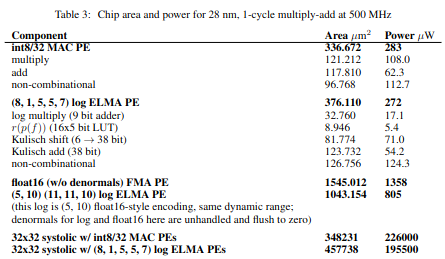 Table 3: Chip area and power for 28 nm, 1-cycle multiply-add at 500 MHz
Component Area μm² Power μW
int8/32 MAC PE 336.672 283
multiply 121.212 108.0
add 117.810 62.3
non-combinational 96.768 112.7
(8, 1, 5, 5, 7) log ELMA PE 376.110 272
log multiply (9 bit adder) 32.760 17.1
r(p(f)) (16x5 bit LUT) 8.946 5.4
Kulisch shift (6 → 38 bit) 81.774 71.0
Kulisch add (38 bit) 123.732 54.2
non-combinational 126.756 124.3
float16 (w/o denormals) FMA PE 1545.012 1358
(5, 10) (11, 11, 10) log ELMA PE 1043.154 805
(this log is (5, 10) float16-style encoding, same dynamic range;
denormals for log and float16 here are unhandled and flush to zero)
32x32 systolic w/ int8/32 MAC PEs 348231 226000
32x32 systolic w/ (8, 1, 5, 5, 7) log ELMA PEs 457738 195500